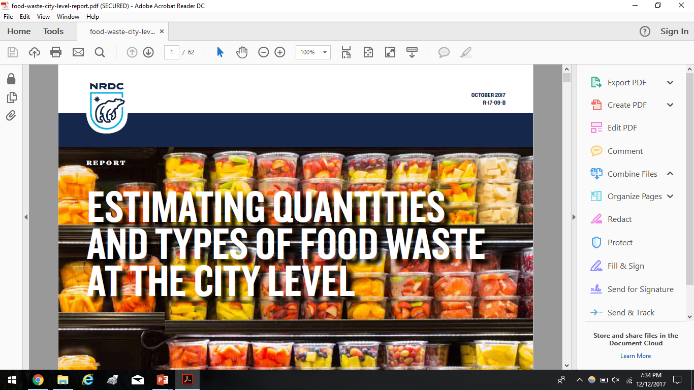 food-waste-city-level-report.pdf (SECURED) - Adobe Acrobat Reader DC
File Edit View Window Help
Home Tools food-waste-city-lev... × Sign In
1 / 62 100%
NRDC
OCTOBER 2017
R-17-09-B
REPORT
ESTIMATING QUANTITIES
AND TYPES OF FOOD WASTE
AT THE CITY LEVEL
Export PDF
Create PDF
Edit PDF
Comment
Combine Files
Organize Pages
Redact
Protect
Fill & Sign
Send for Signature
Send & Track
Store and share files in the
Document Cloud
Learn More
7:34 PM
12/12/2017